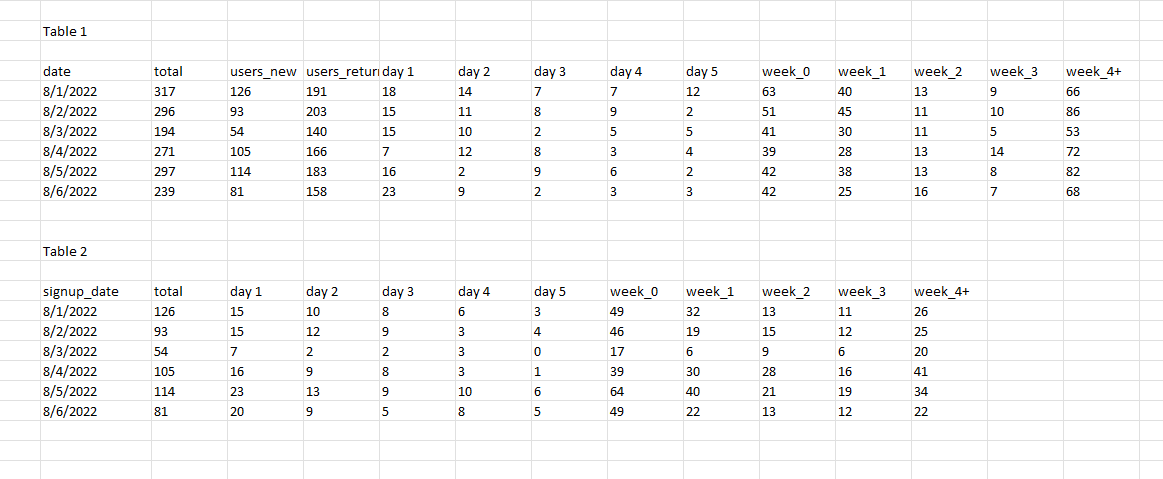 Table 1
date total users_new users_retur day 1 day 2 day 3 day 4 day 5 week_0 week_1 week_2 week_3 week_4+
8/1/2022 317 126 191 18 14 7 7 12 63 40 13 9 66
8/2/2022 296 93 203 15 11 8 9 2 51 45 11 10 86
8/3/2022 194 54 140 15 10 2 5 5 41 30 11 5 53
8/4/2022 271 105 166 7 12 8 3 4 39 28 13 14 72
8/5/2022 297 114 183 16 2 9 6 2 42 38 13 8 82
8/6/2022 239 81 158 23 9 2 3 3 42 25 16 7 68
Table 2
signup_date total day 1 day 2 day 3 day 4 day 5 week_0 week_1 week_2 week_3 week_4+
8/1/2022 126 15 10 8 6 3 49 32 13 11 26
8/2/2022 93 15 12 9 3 4 46 19 15 12 25
8/3/2022 54 7 2 2 3 0 17 6 9 6 20
8/4/2022 105 16 9 8 3 1 39 30 28 16 41
8/5/2022 114 23 13 9 10 6 64 40 21 19 34
8/6/2022 81 20 9 5 8 5 49 22 13 12 22